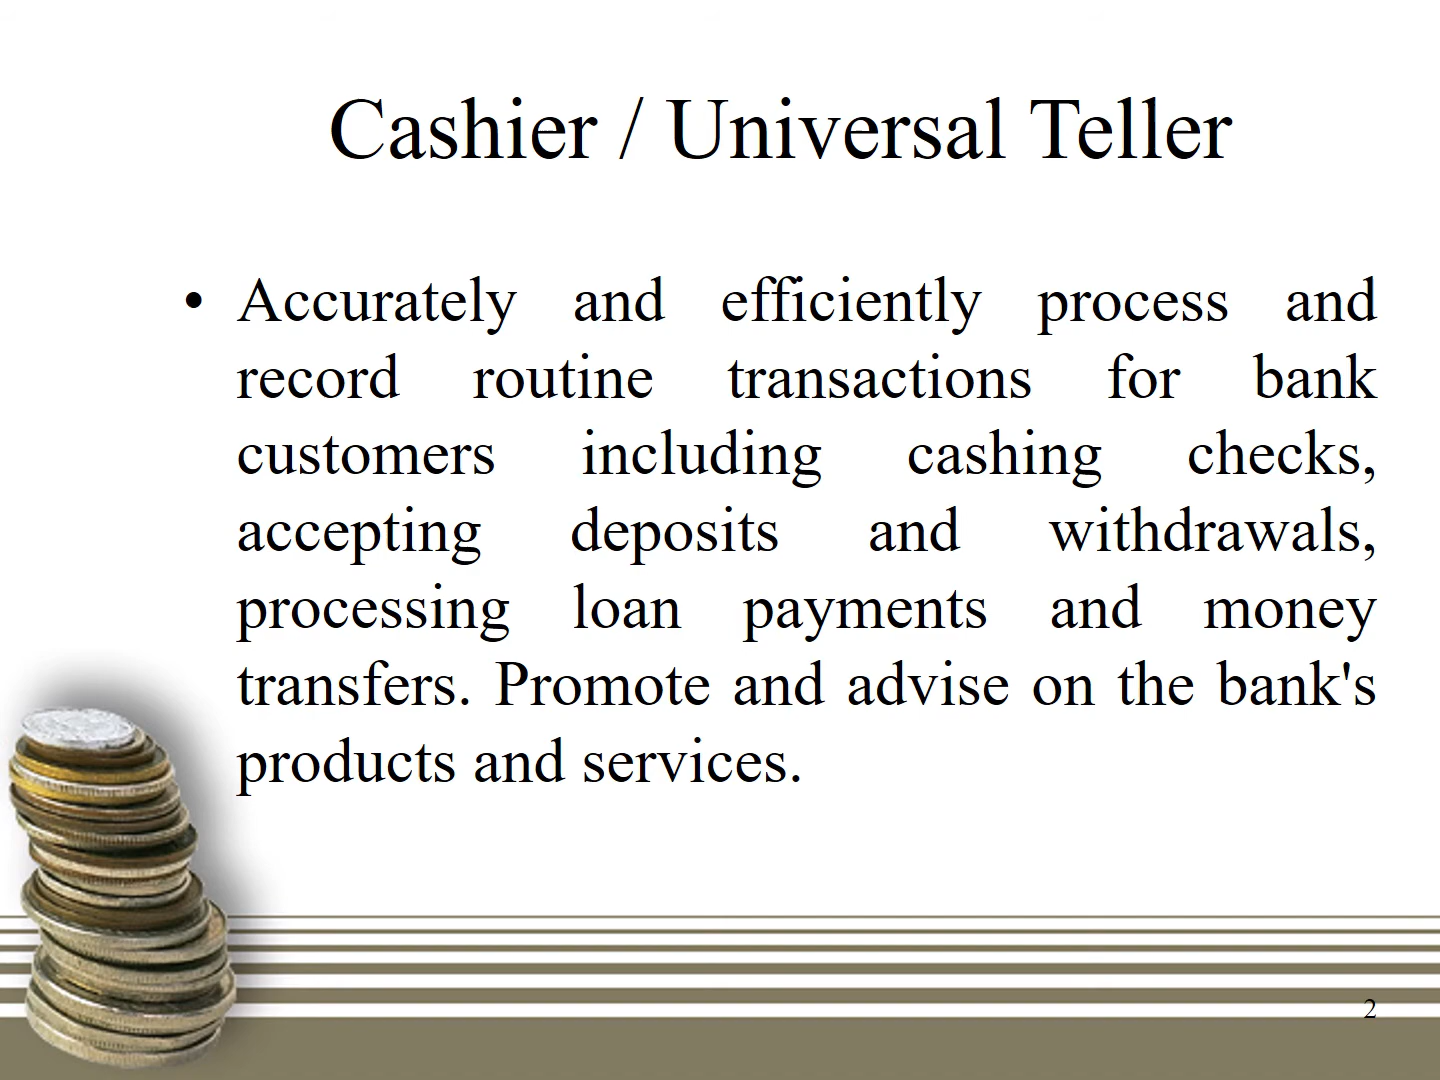 Cashier / Universal Teller
• Accurately and efficiently process and
record routine transactions for bank
customers including cashing checks,
accepting deposits and withdrawals,
processing loan payments and money
transfers. Promote and advise on the bank's
products and services.
2